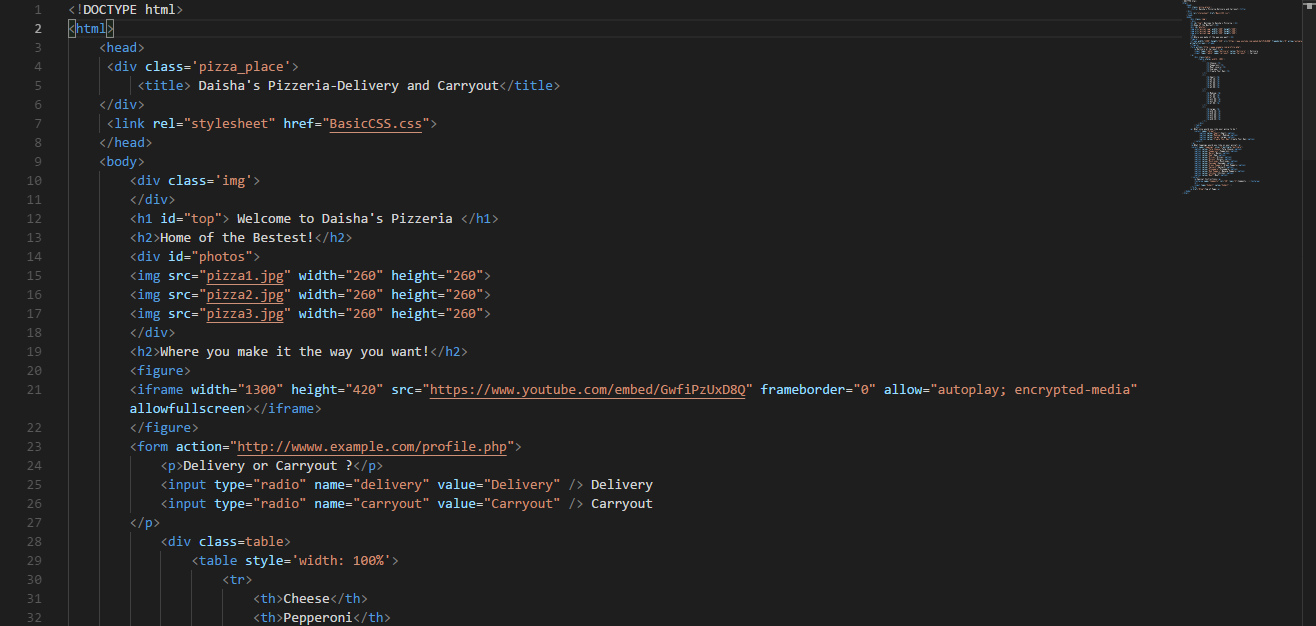 1 <!DOCTYPE html>
2 <html>
3 <head>
4 <div class='pizza_place'>
5 <title> Daisha's Pizzeria-Delivery and Carryout</title>
6 </div>
7 <link rel="stylesheet" href="BasicCSS.css">
8 </head>
9 <body>
10 <div class='img'>
11 </div>
12 <h1 id="top"> Welcome to Daisha's Pizzeria </h1>
13 <h2>Home of the Bestest!</h2>
14 <div id="photos">
15 <img src="pizza1.jpg" width="260" height="260">
16 <img src="pizza2.jpg" width="260" height="260">
17 <img src="pizza3.jpg" width="260" height="260">
18 </div>
19 <h2>Where you make it the way you want!</h2>
20 <figure>
21 <iframe width="1300" height="420" src="https://www.youtube.com/embed/GwfiPzUxD8Q" frameborder="0" allow="autoplay; encrypted-media"
allowfullscreen></iframe>
22 </figure>
23 <form action="http://wwww.example.com/profile.php">
24 <p>Delivery or Carryout ?</p>
25 <input type="radio" name="delivery" value="Delivery" /> Delivery
26 <input type="radio" name="carryout" value="Carryout" /> Carryout
27 </p>
28 <div class=table>
29 <table style='width: 100%'>
30 <tr>
31 <th>Cheese</th>
32 <th>Pepperoni</th>